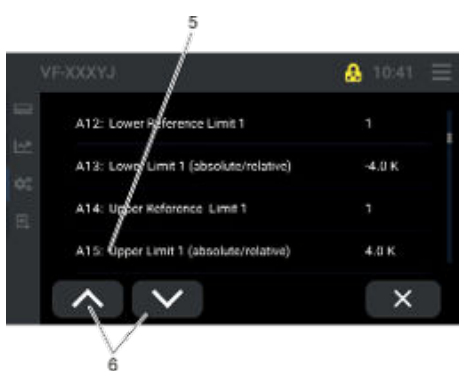 5
VF-XXXYJ 10:41
A12: Lower Reference Limit 1 1
A13: Lower Limit 1 (absolute/relative) -4.0 K
A14: Upper Reference Limit 1 1
A15: Upper Limit 1 (absolute/relative) 4.0 K
6